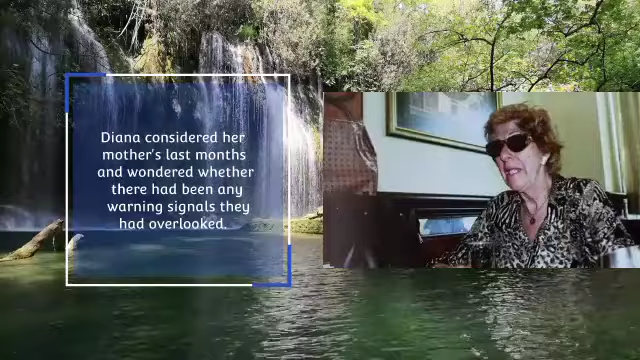 Diana considered her
mother's last months
and wondered whether
there had been any
warning signals they
had overlooked.